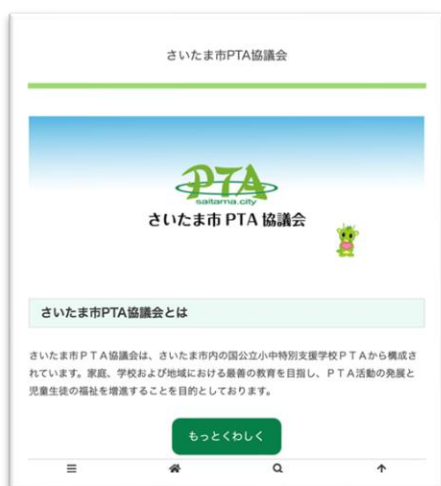 さいたま市PTA協議会
PTA
saitama.city
さいたま市 PTA 協議会
さいたま市PTA協議会とは
さいたま市ＰＴＡ協議会は、さいたま市内の国公立小中特別支援学校ＰＴＡから構成さ
れています。家庭、学校および地域における最善の教育を目指し、ＰＴＡ活動の発展と
児童生徒の福祉を増進することを目的としております。
もっとくわしく